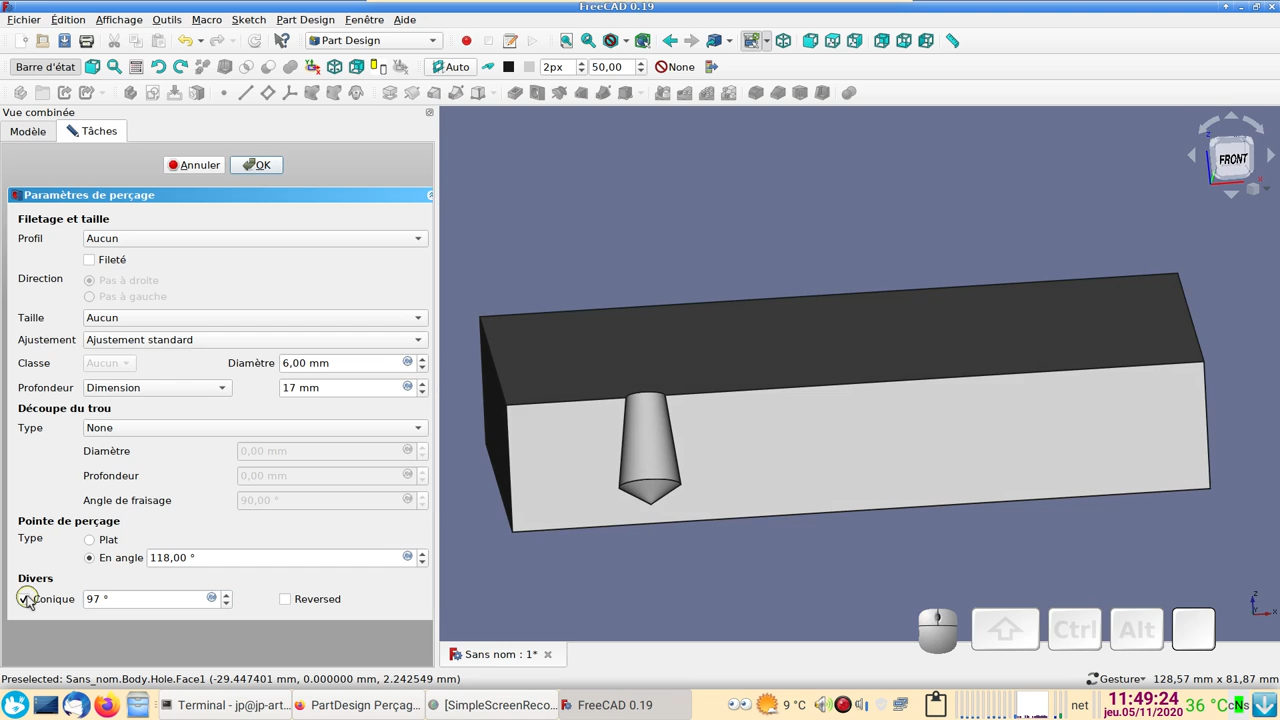 FreeCAD 0.19
Fichier Édition Affichage Outils Macro Sketch Part Design Fenêtre Aide
Part Design
Barre d'état Auto 2px 50,00 None
Vue combinée
Modèle Tâches
Annuler OK
Paramètres de perçage
Filetage et taille
Profil Aucun
Fileté
Direction Pas à droite
Pas à gauche
Taille Aucun
Ajustement Ajustement standard
Classe Aucun Diamètre 6,00 mm
Profondeur Dimension 17 mm
Découpe du trou
Type None
Diamètre 0,00 mm
Profondeur 0,00 mm
Angle de fraisage 90,00 °
Pointe de perçage
Type Plat
En angle 118,00 °
Divers
Conique 97 ° Reversed
FRONT
Z
X
Ctrl Alt
Z
X
Sans nom : 1*
Preselected: Sans_nom.Body.Hole.Face1 (-29.447401 mm, 0.000000 mm, 2.242549 mm) Gesture 128,57 mm x 81,87 mm
Terminal - jp@jp-art... PartDesign Perçag... [SimpleScreenReco... FreeCAD 0.19 9 °C net 11:49:24 36 °C cNs
jeu.05/11/2020